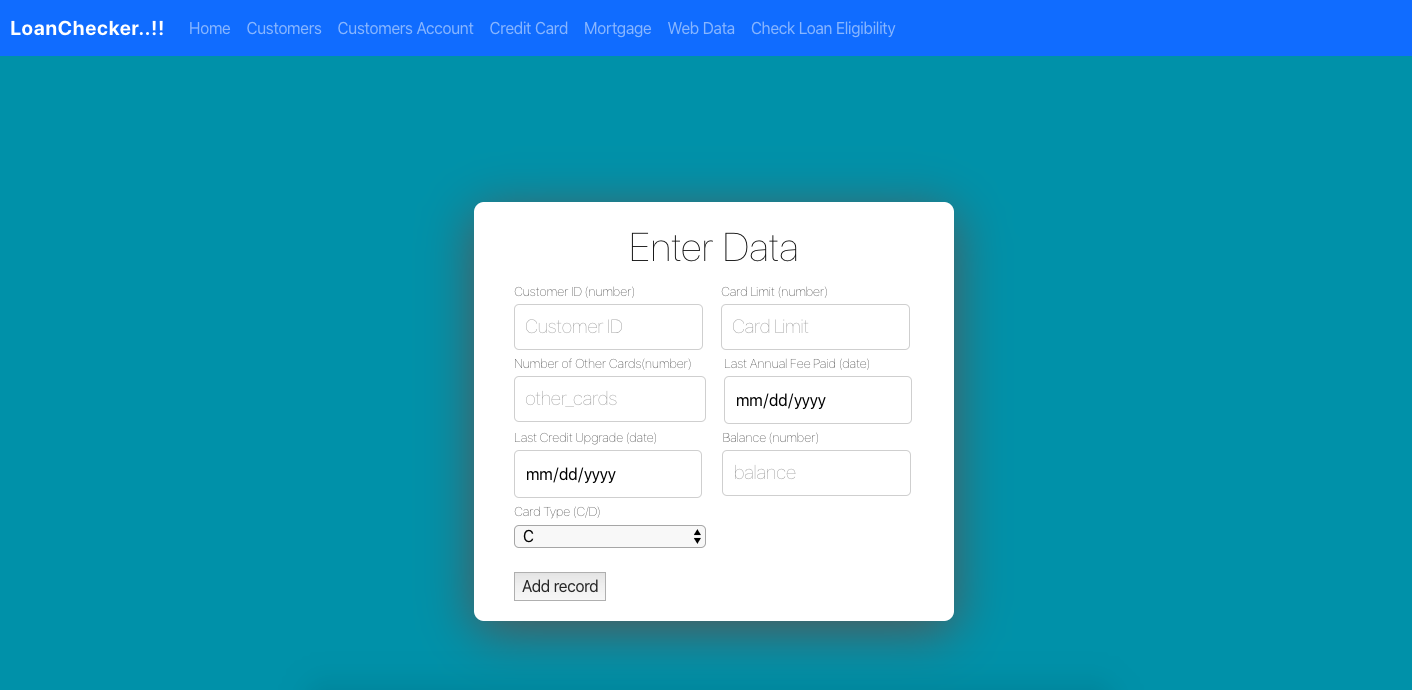 LoanChecker..!! Home Customers Customers Account Credit Card Mortgage Web Data Check Loan Eligibility
Enter Data
Customer ID (number) Card Limit (number)
Customer ID Card Limit
Number of Other Cards(number) Last Annual Fee Paid (date)
other_cards mm/dd/yyyy
Last Credit Upgrade (date) Balance (number)
mm/dd/yyyy balance
Card Type (C/D)
C
Add record